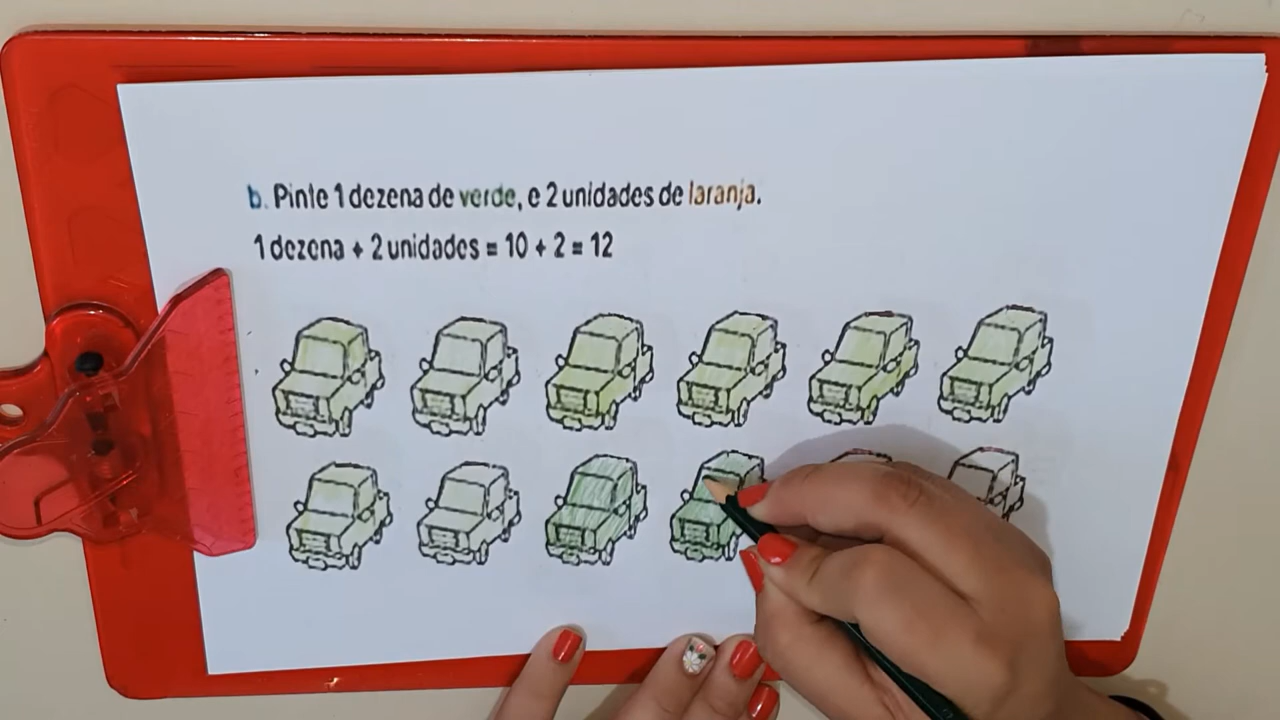 b. Pinte 1 dezena de verde, e 2 unidades de laranja.
1 dezena + 2 unidades = 10 + 2 = 12